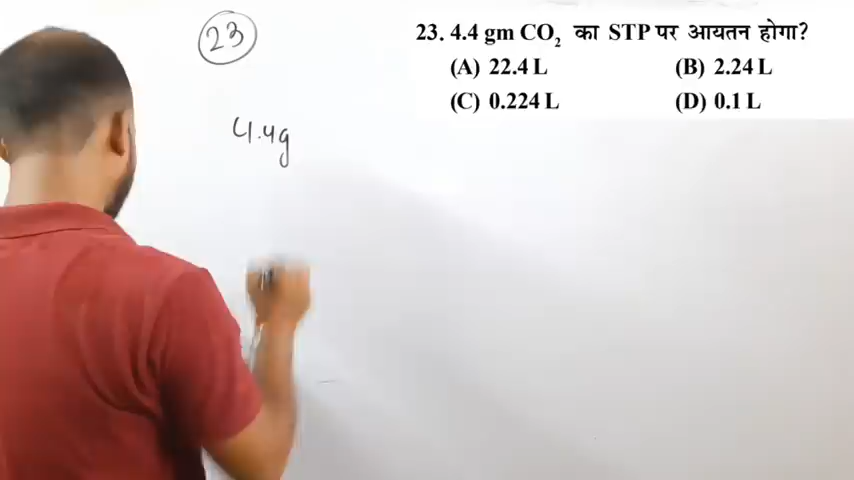 23
23. 4.4 gm CO₂ का STP पर आयतन होगा?
(A) 22.4 L (B) 2.24 L
(C) 0.224 L (D) 0.1 L
4.4g